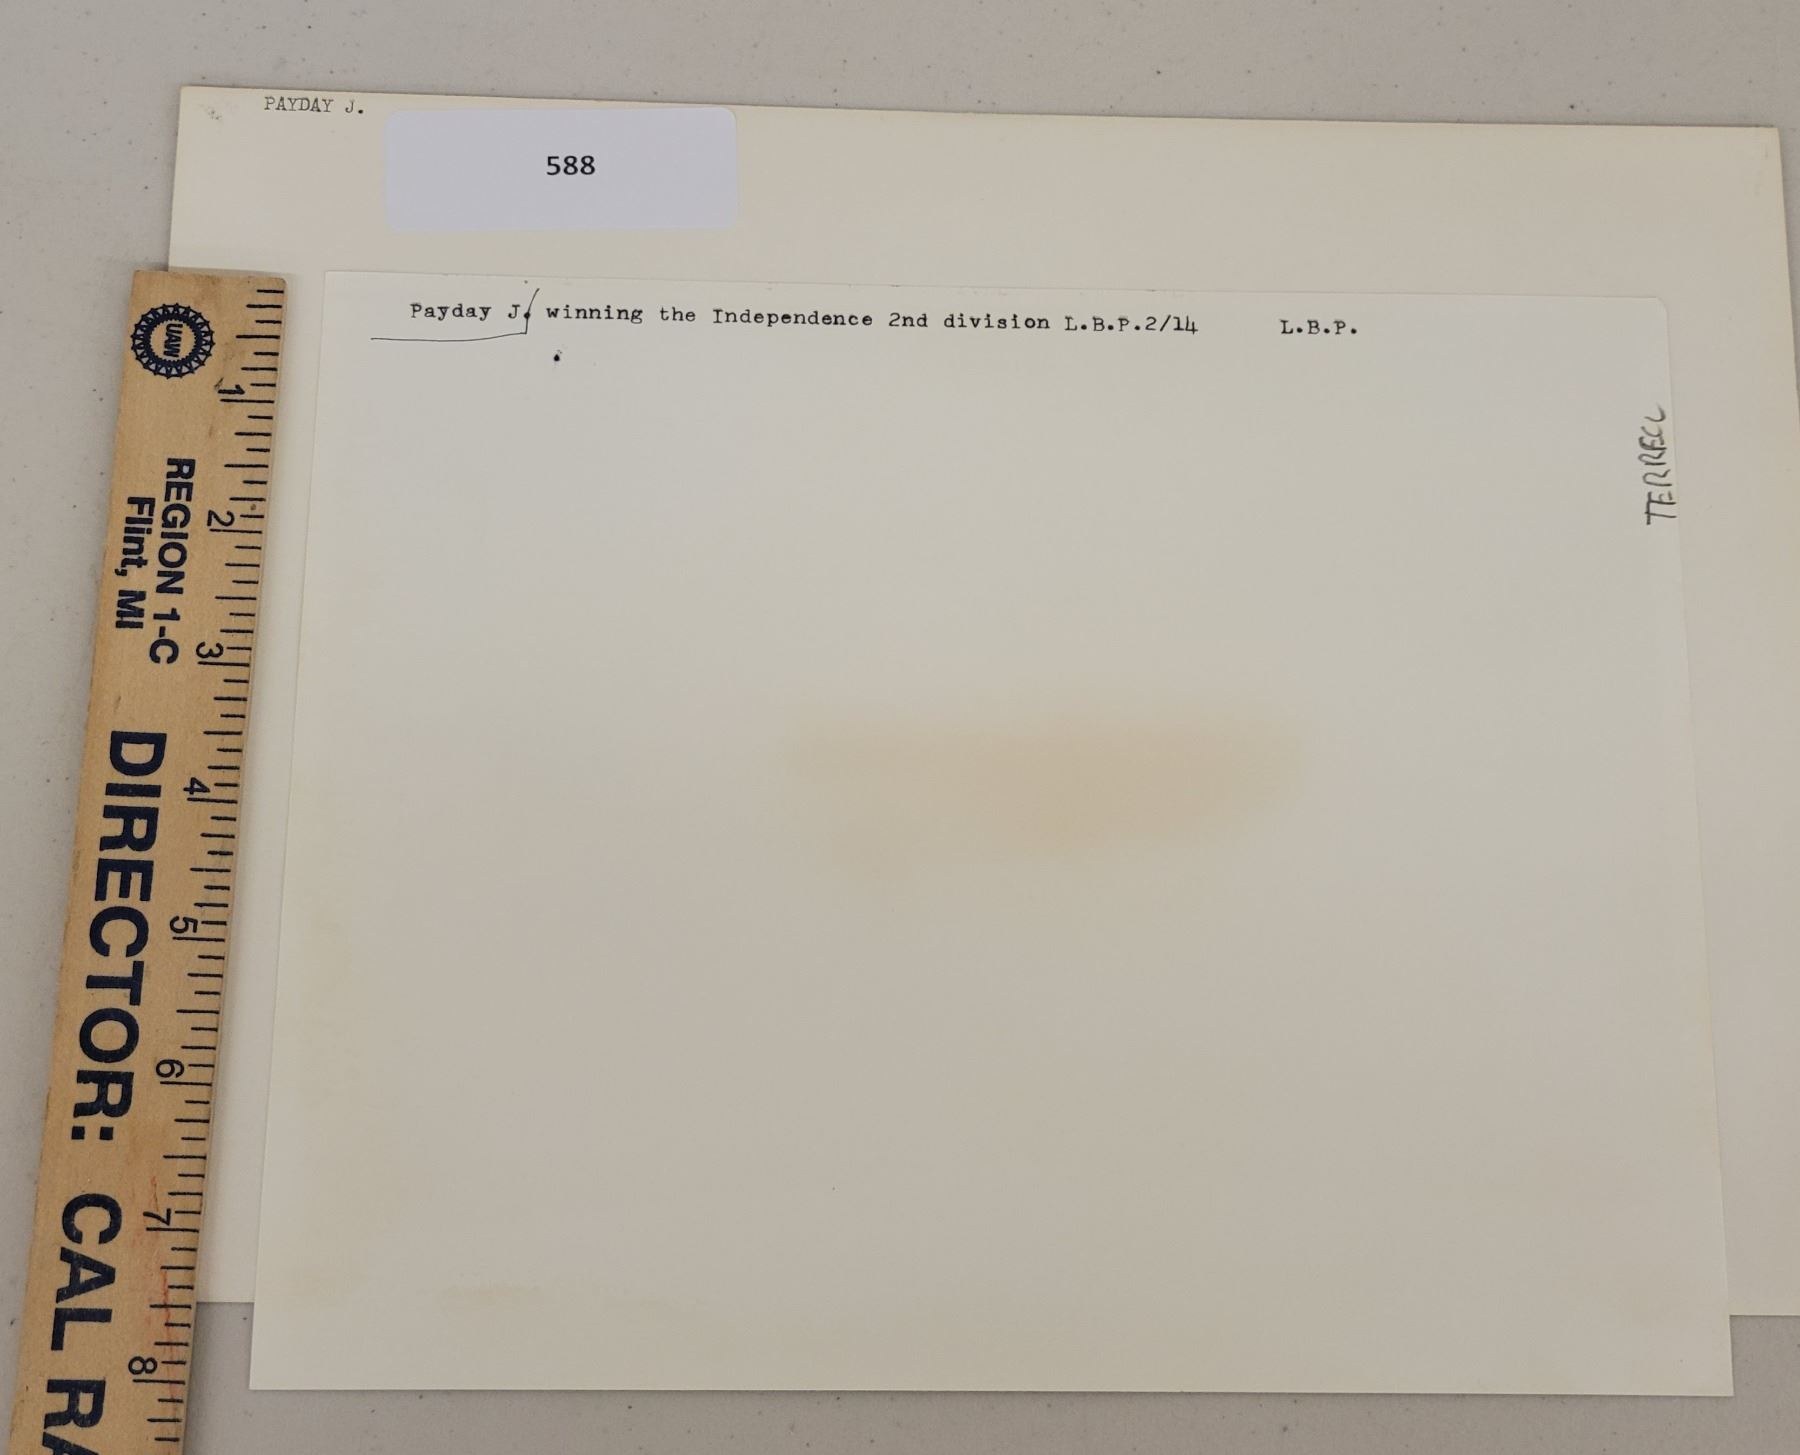 PAYDAY J.
588
Payday J. winning the Independence 2nd division L.B.P.2/14 L.B.P.
TERRELL
UAW
REGION 1-C
Flint, MI
DIRECTOR: CAL RA
1
2
3
4
5
6
7
8